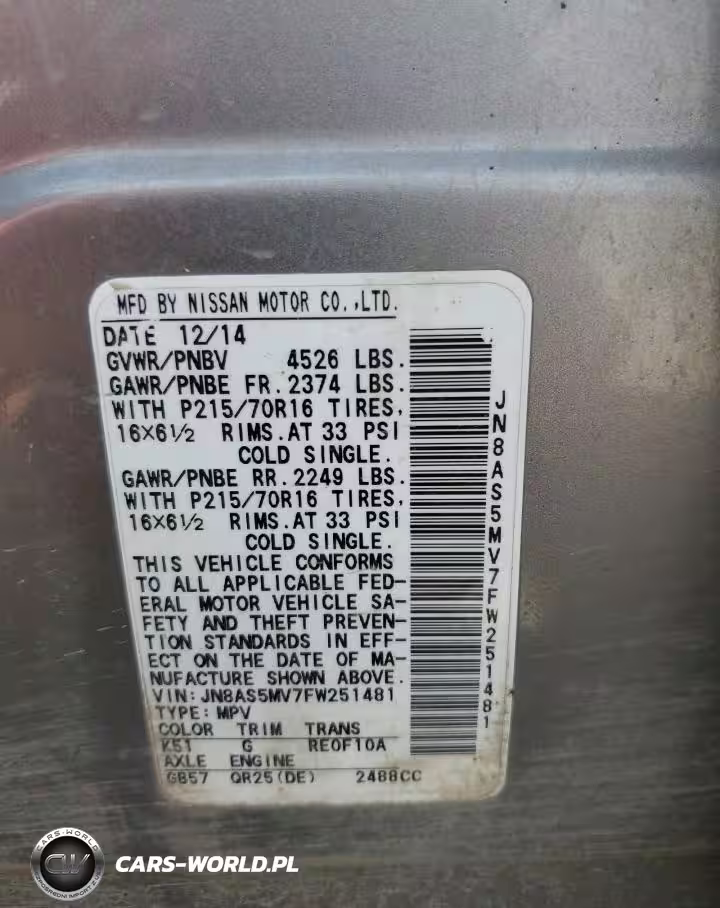 MFD BY NISSAN MOTOR CO.,LTD.
DATE 12/14
GVWR/PNBV 4526 LBS.
GAWR/PNBE FR.2374 LBS.
WITH P215/70R16 TIRES,
16×6½ RIMS.AT 33 PSI
COLD SINGLE.
GAWR/PNBE RR.2249 LBS.
WITH P215/70R16 TIRES,
16×6½ RIMS.AT 33 PSI
COLD SINGLE.
THIS VEHICLE CONFORMS
TO ALL APPLICABLE FED-
ERAL MOTOR VEHICLE SA-
FETY AND THEFT PREVEN-
TION STANDARDS IN EFF-
ECT ON THE DATE OF MA-
NUFACTURE SHOWN ABOVE.
VIN:JN8AS5MV7FW251481
TYPE:MPV
COLOR TRIM TRANS
K51 G RE0F10A
AXLE ENGINE
GB57 QR25(DE) 2488CC
JN8AS5MV7FW251481
CARS-WORLD
CW
CARS-WORLD.PL